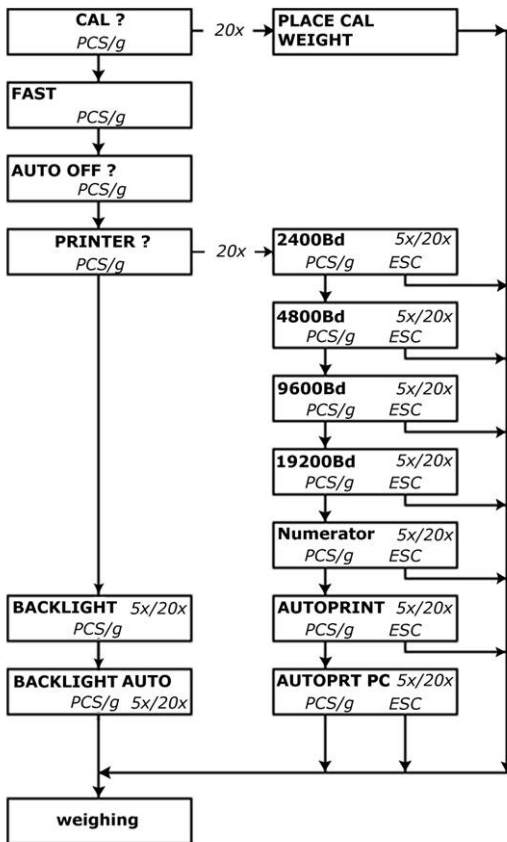 CAL ?
PCS/g
20x
PLACE CAL
WEIGHT
FAST
PCS/g
AUTO OFF ?
PCS/g
PRINTER ?
PCS/g
20x
2400Bd 5x/20x
PCS/g ESC
4800Bd 5x/20x
PCS/g ESC
9600Bd 5x/20x
PCS/g ESC
19200Bd 5x/20x
PCS/g ESC
Numerator 5x/20x
PCS/g ESC
BACKLIGHT 5x/20x
PCS/g
AUTOPRINT 5x/20x
PCS/g ESC
BACKLIGHT AUTO
PCS/g 5x/20x
AUTOPRT PC 5x/20x
PCS/g ESC
weighing